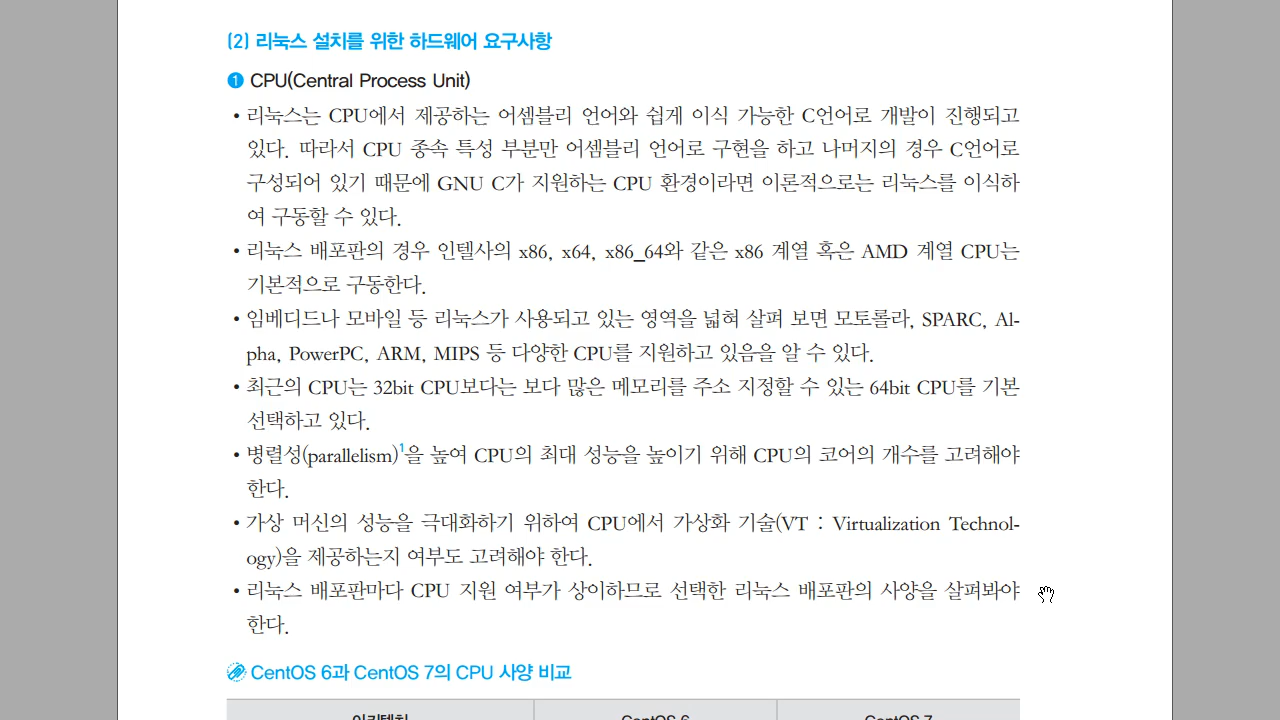 (2) 리눅스 설치를 위한 하드웨어 요구사항
❶ CPU(Central Process Unit)
• 리눅스는 CPU에서 제공하는 어셈블리 언어와 쉽게 이식 가능한 C언어로 개발이 진행되고
있다. 따라서 CPU 종속 특성 부분만 어셈블리 언어로 구현을 하고 나머지의 경우 C언어로
구성되어 있기 때문에 GNU C가 지원하는 CPU 환경이라면 이론적으로는 리눅스를 이식하
여 구동할 수 있다.
• 리눅스 배포판의 경우 인텔사의 x86, x64, x86_64와 같은 x86 계열 혹은 AMD 계열 CPU는
기본적으로 구동한다.
• 임베디드나 모바일 등 리눅스가 사용되고 있는 영역을 넓혀 살펴 보면 모토롤라, SPARC, Al-
pha, PowerPC, ARM, MIPS 등 다양한 CPU를 지원하고 있음을 알 수 있다.
• 최근의 CPU는 32bit CPU보다는 보다 많은 메모리를 주소 지정할 수 있는 64bit CPU를 기본
선택하고 있다.
• 병렬성(parallelism)1을 높여 CPU의 최대 성능을 높이기 위해 CPU의 코어의 개수를 고려해야
한다.
• 가상 머신의 성능을 극대화하기 위하여 CPU에서 가상화 기술(VT : Virtualization Technol-
ogy)을 제공하는지 여부도 고려해야 한다.
• 리눅스 배포판마다 CPU 지원 여부가 상이하므로 선택한 리눅스 배포판의 사양을 살펴봐야
한다.
CentOS 6과 CentOS 7의 CPU 사양 비교
아키텍처 CentOS 6 CentOS 7